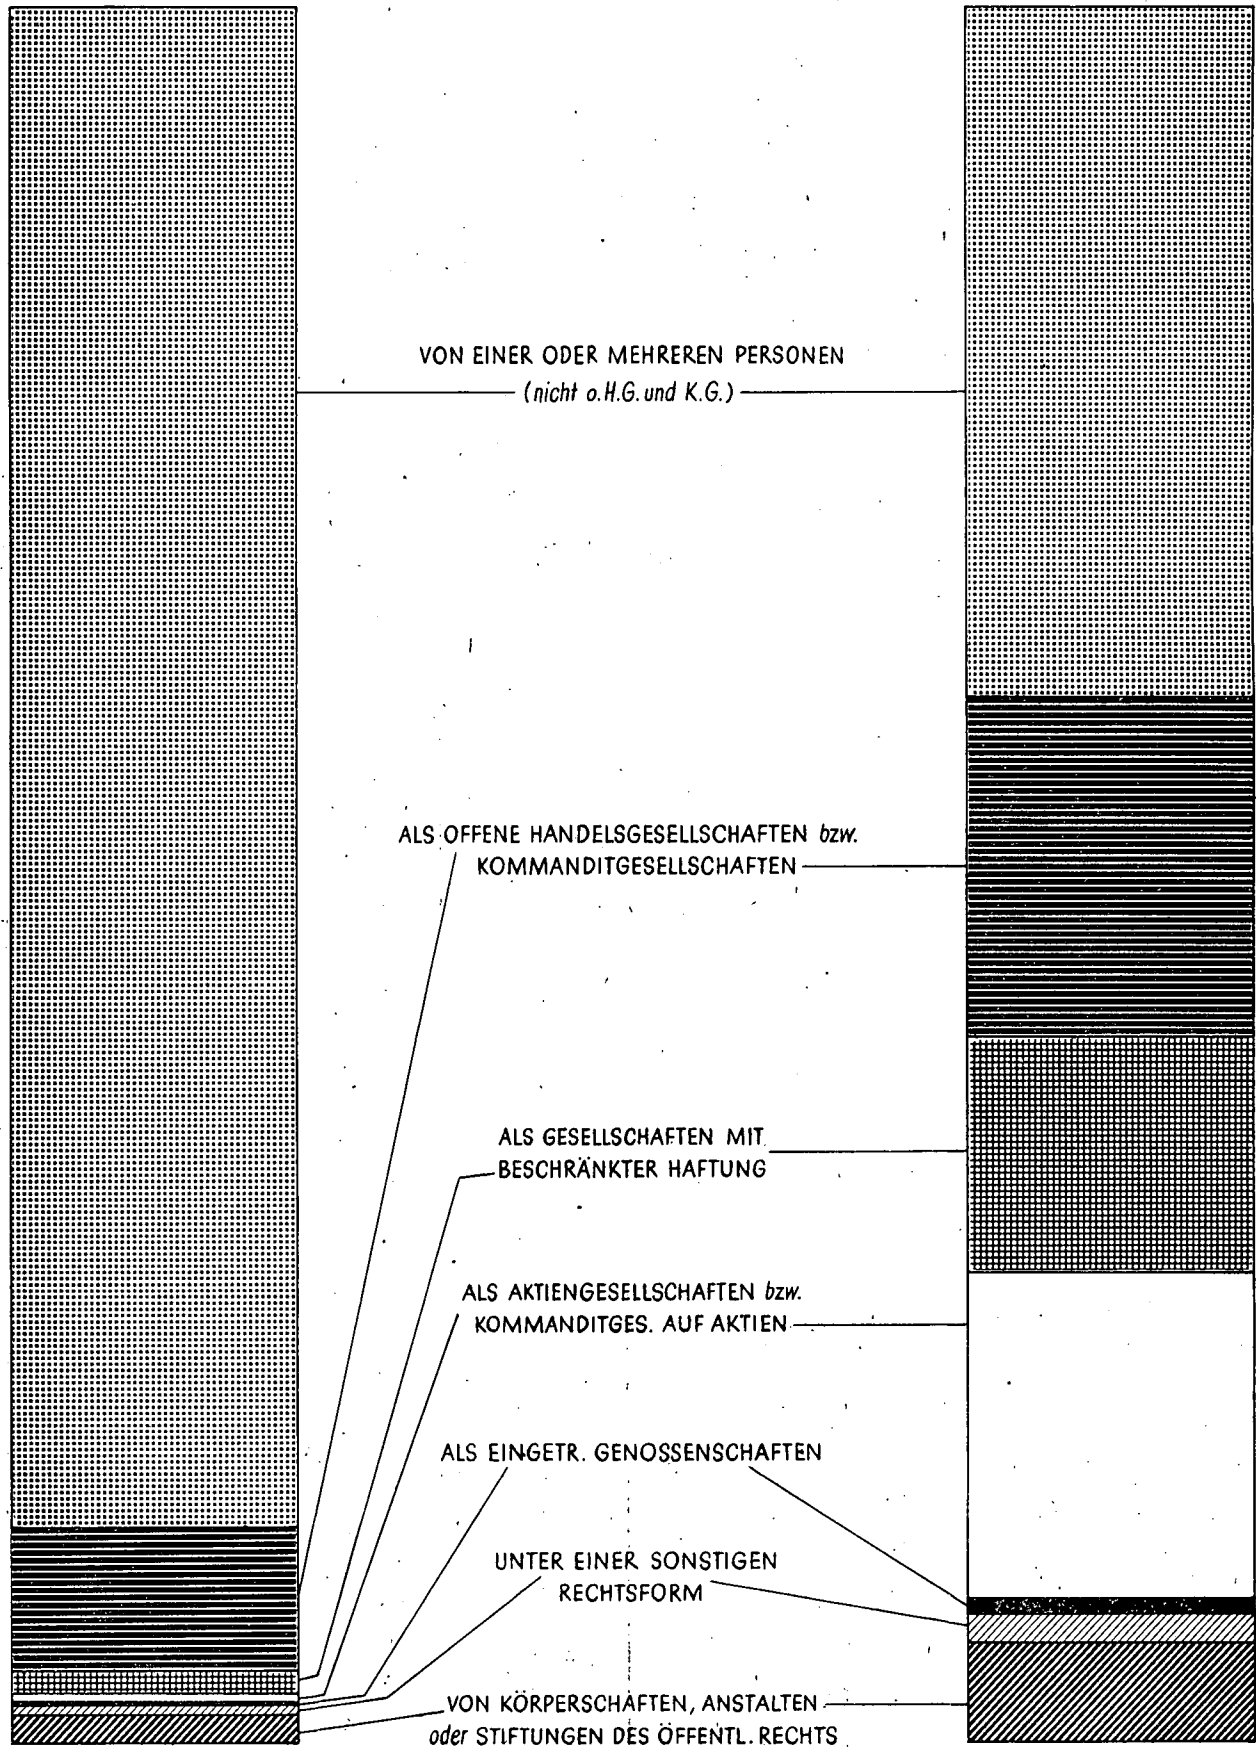 VON EINER ODER MEHREREN PERSONEN
(nicht o.H.G. und K.G.)
ALS OFFENE HANDELSGESELLSCHAFTEN bzw.
KOMMANDITGESELLSCHAFTEN
ALS GESELLSCHAFTEN MIT
BESCHRÄNKTER HAFTUNG
ALS AKTIENGESELLSCHAFTEN bzw.
KOMMANDITGES. AUF AKTIEN
ALS EINGETR. GENOSSENSCHAFTEN
UNTER EINER SONSTIGEN
RECHTSFORM
VON KÖRPERSCHAFTEN, ANSTALTEN
oder STIFTUNGEN DES ÖFFENTL. RECHTS